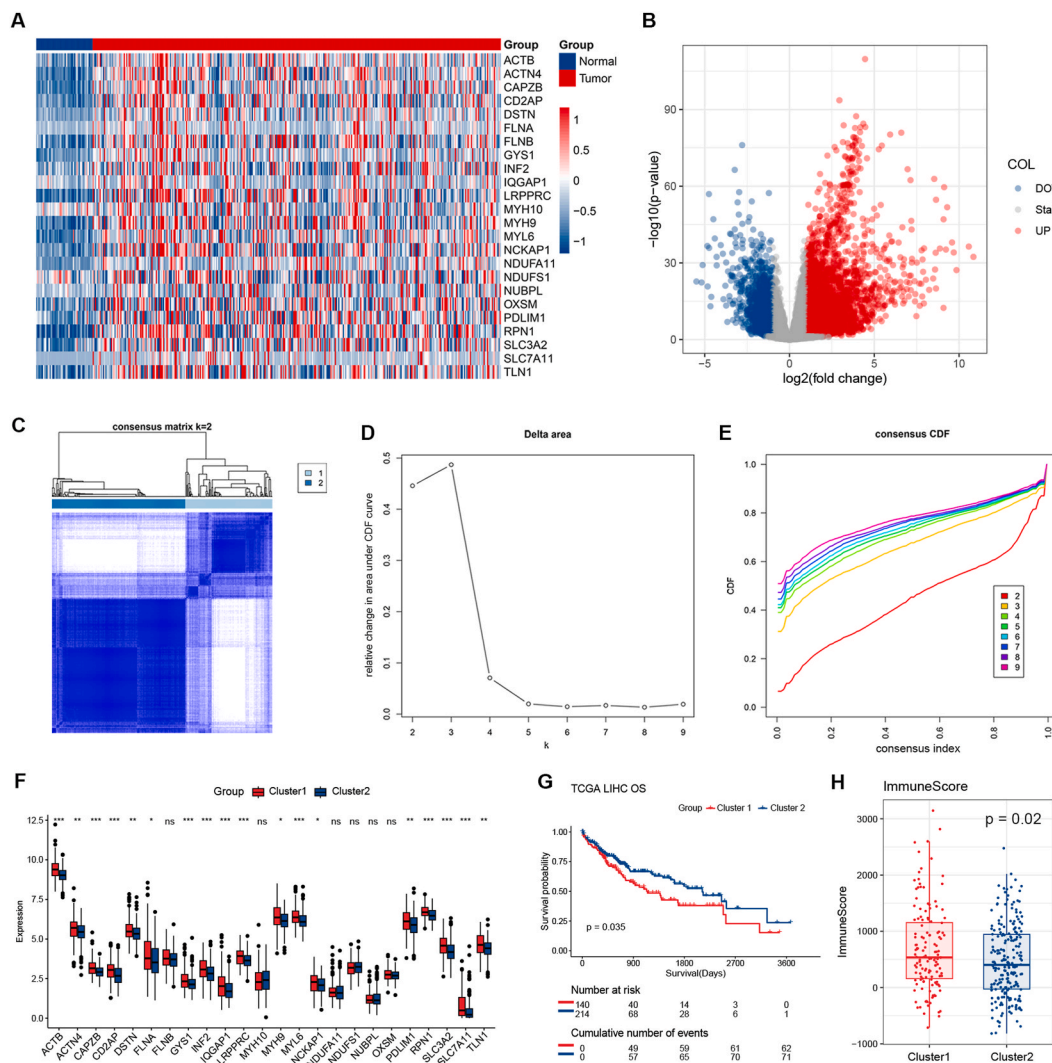 A
Group
ACTB
ACTN4
CAPZB
CD2AP
DSTN
FLNA
FLNB
GYS1
INF2
IQGAP1
LRPPRC
MYH10
MYH9
MYL6
NCKAP1
NDUFA11
NDUFS1
NUBPL
OXSM
PDLIM1
RPN1
SLC3A2
SLC7A11
TLN1
Group
Normal
Tumor
1
0.5
0
−0.5
−1
B
−log10(p−value)
90
60
30
0
-5.0 0 5.0 10
log2(fold change)
COL
DO
Sta
UP
C
consensus matrix k=2
1
2
D
Delta area
relative change in area under CDF curve
0.5
0.4
0.3
0.2
0.1
0.0
2 3 4 5 6 7 8 9
k
E
consensus CDF
CDF
1.0
0.8
0.6
0.4
0.2
0.0
0.0 0.2 0.4 0.6 0.8 1.0
consensus index
2
3
4
5
6
7
8
9
F
Group Cluster1 Cluster2
*** ** *** *** ** * ns *** *** *** *** ns * *** * ns ns ns ns ** *** *** *** **
Expression
12.5
10.0
7.5
5.0
2.5
0.0
ACTB ACTN4 CAPZB CD2AP DSTN FLNA FLNB GYS1 INF2 IQGAP1 LRPPRC MYH10 MYH9 MYL6 NCKAP1 NDUFA11 NDUFS1 NUBPL OXSM PDLIM1 RPN1 SLC3A2 SLC7A11 TLN1
G
TCGA LIHC OS
Group Cluster 1 Cluster 2
Survival probability
1.00
0.75
0.50
0.25
0.00
p = 0.035
0 900 1800 2700 3600
Survival(Days)
Number at risk
140 40 14 3 0
214 68 28 6 1
Cumulative number of events
0 49 59 61 62
0 57 65 70 71
H
ImmuneScore
p = 0.02
ImmuneScore
3000
2000
1000
0
Cluster1 Cluster2